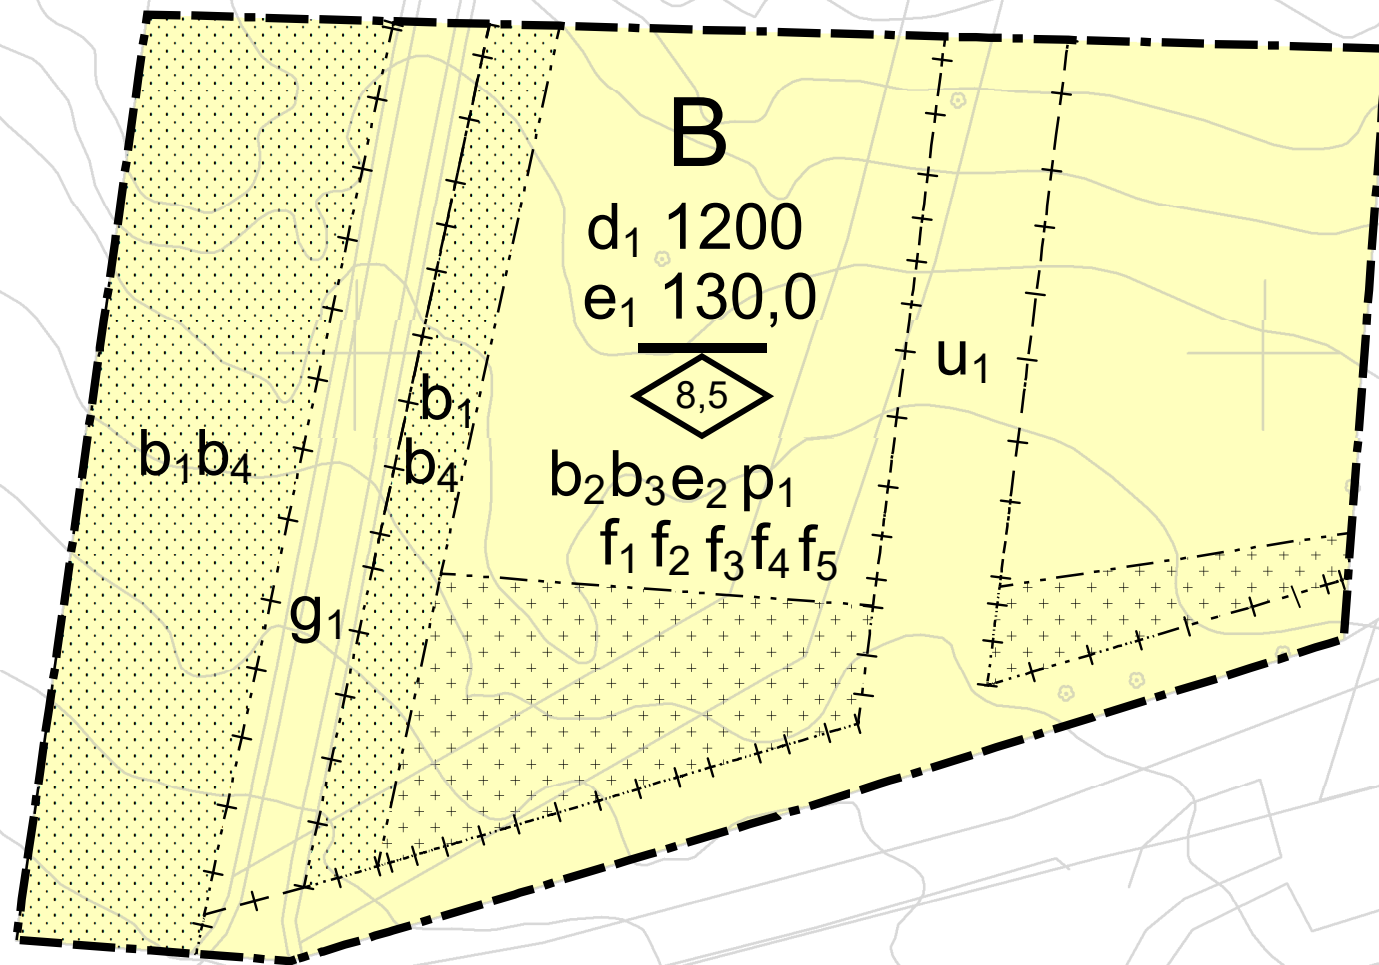 B
d₁ 1200
e₁ 130,0
8,5
u₁
b₁
b₄
b₁b₄
b₂b₃e₂ p₁
f₁ f₂ f₃ f₄ f₅
g₁